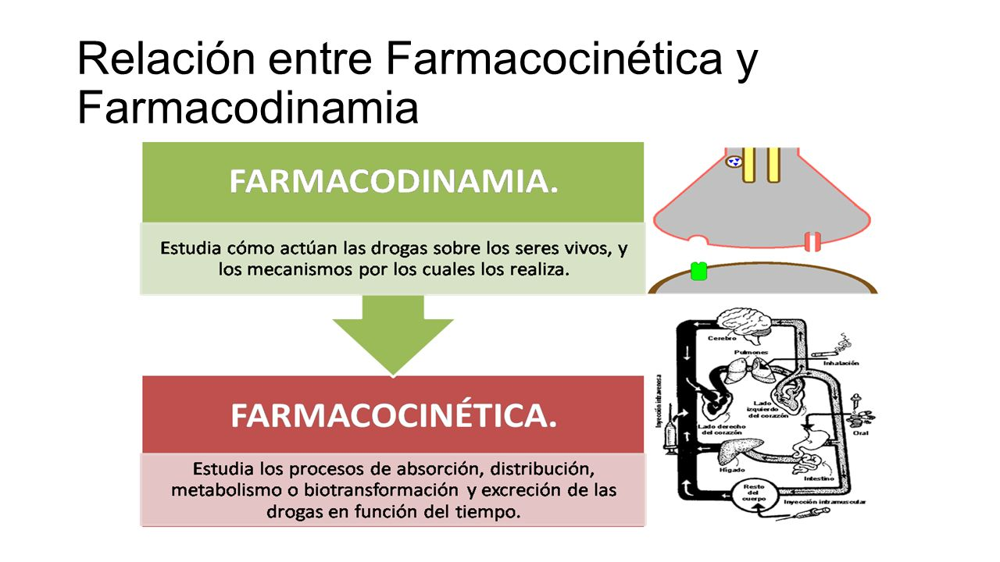 Relación entre Farmacocinética y
Farmacodinamia
FARMACODINAMIA.
Estudia cómo actúan las drogas sobre los seres vivos, y
los mecanismos por los cuales los realiza.
FARMACOCINÉTICA.
Estudia los procesos de absorción, distribución,
metabolismo o biotransformación y excreción de las
drogas en función del tiempo.
Cerebro
Pulmones
Inhalación
Inyección intravenosa
Lado
izquierdo
del corazón
Oral
Lado derecho
del corazón
Hígado
Intestino
Resto
del
cuerpo
Inyección intramuscular